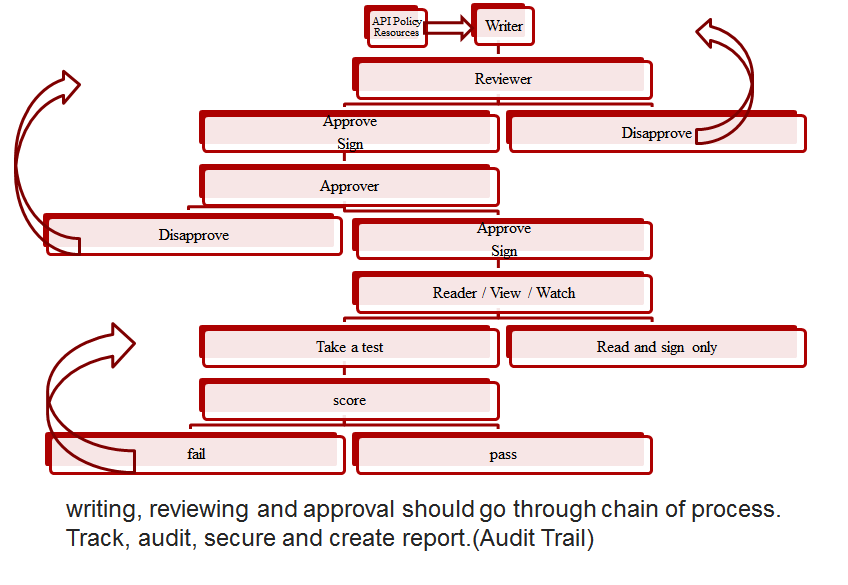 API Policy
Resources
Writer
Reviewer
Approve
Sign
Disapprove
Approver
Disapprove
Approve
Sign
Reader / View / Watch
Take a test
Read and sign only
score
fail
pass
writing, reviewing and approval should go through chain of process.
Track, audit, secure and create report.(Audit Trail)